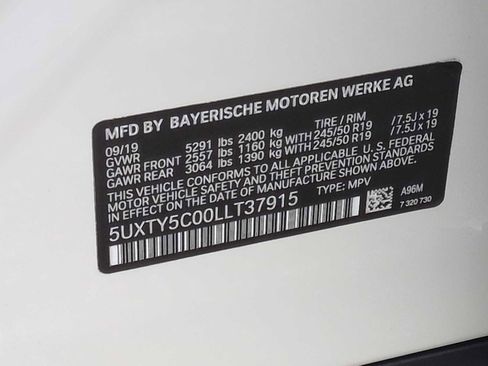 MFD BY BAYERISCHE MOTOREN WERKE AG
09/19 5291 lbs 2400 kg TIRE / RIM
GVWR
GAWR FRONT 2557 lbs 1160 kg WITH 245/50 R19 / 7.5J x 19
GAWR REAR 3064 lbs 1390 kg WITH 245/50 R19 / 7.5J x 19
THIS VEHICLE CONFORMS TO ALL APPLICABLE U. S. FEDERAL
MOTOR VEHICLE SAFETY AND THEFT PREVENTION STANDARDS
IN EFFECT ON THE DATE OF MANUFACTURE SHOWN ABOVE.
5UXTY5C00LLT37915 TYPE: MPV
A96M
7 320 730